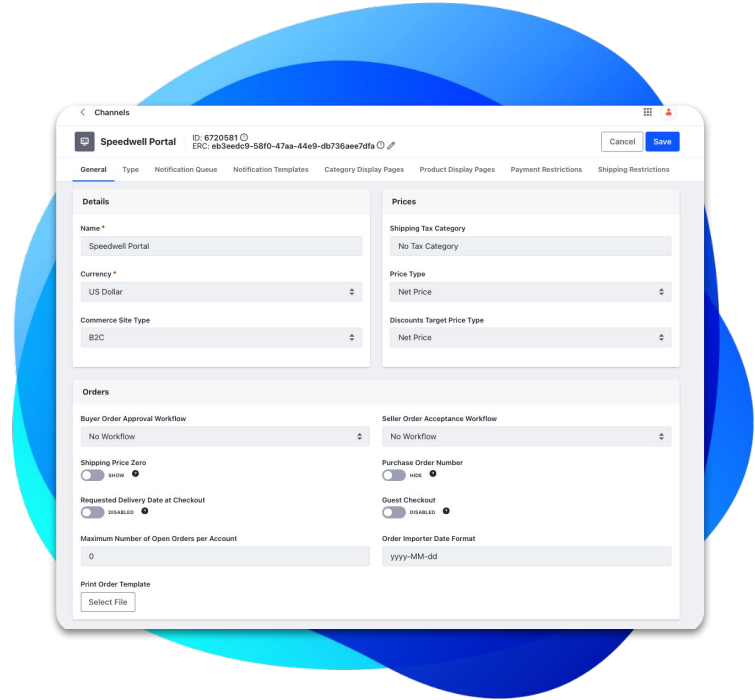 Channels
Speedwell Portal
ID: 6720581
ERC: eb3eedc9-58f0-47aa-44e9-db736aee7dfa
Cancel
Save
General Type Notification Queue Notification Templates Category Display Pages Product Display Pages Payment Restrictions Shipping Restrictions
Details
Name *
Speedwell Portal
Currency *
US Dollar
Commerce Site Type
B2C
Prices
Shipping Tax Category
No Tax Category
Price Type
Net Price
Discounts Target Price Type
Net Price
Orders
Buyer Order Approval Workflow
No Workflow
Seller Order Acceptance Workflow
No Workflow
Shipping Price Zero
SHOW
Purchase Order Number
HIDE
Requested Delivery Date at Checkout
DISABLED
Guest Checkout
DISABLED
Maximum Number of Open Orders per Account
0
Order Importer Date Format
yyyy-MM-dd
Print Order Template
Select File